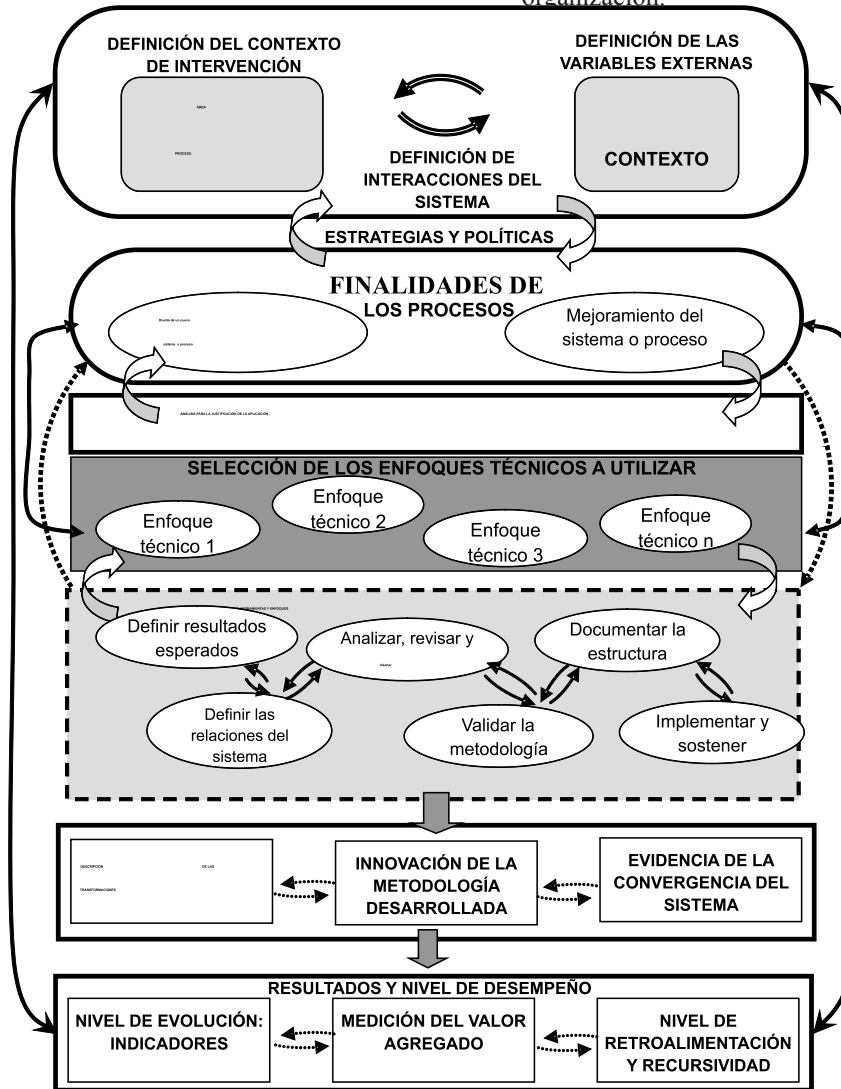 organización.
DEFINICIÓN DEL CONTEXTO
DE INTERVENCIÓN
DEFINICIÓN DE LAS
VARIABLES EXTERNAS
ÁREA
PROCESO
CONTEXTO
DEFINICIÓN DE
INTERACCIONES DEL
SISTEMA
ESTRATEGIAS Y POLÍTICAS
FINALIDADES DE
LOS PROCESOS
Diseño de un nuevo
sistema o proceso
Mejoramiento del
sistema o proceso
ANÁLISIS PARA LA JUSTIFICACIÓN DE LA APLICACIÓN
SELECCIÓN DE LOS ENFOQUES TÉCNICOS A UTILIZAR
Enfoque
técnico 1
Enfoque
técnico 2
Enfoque
técnico 3
Enfoque
técnico n
Y ENFOQUES
Definir resultados
esperados
Analizar, revisar y
diseñar
Documentar la
estructura
Definir las
relaciones del
sistema
Validar la
metodología
Implementar y
sostener
DESCRIPCIÓN DE LAS
TRANSFORMACIONES
INNOVACIÓN DE LA
METODOLOGÍA
DESARROLLADA
EVIDENCIA DE LA
CONVERGENCIA DEL
SISTEMA
RESULTADOS Y NIVEL DE DESEMPEÑO
NIVEL DE EVOLUCIÓN:
INDICADORES
MEDICIÓN DEL VALOR
AGREGADO
NIVEL DE
RETROALIMENTACIÓN
Y RECURSIVIDAD